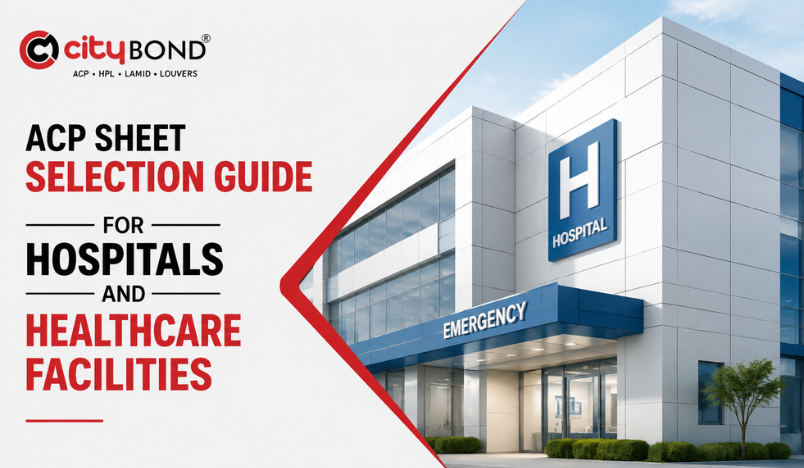 cityBOND®
ACP • HPL • LAMID • LOUVERS
ACP SHEET
SELECTION GUIDE
FOR
HOSPITALS
AND
HEALTHCARE
FACILITIES
H
HOSPITAL
EMERGENCY